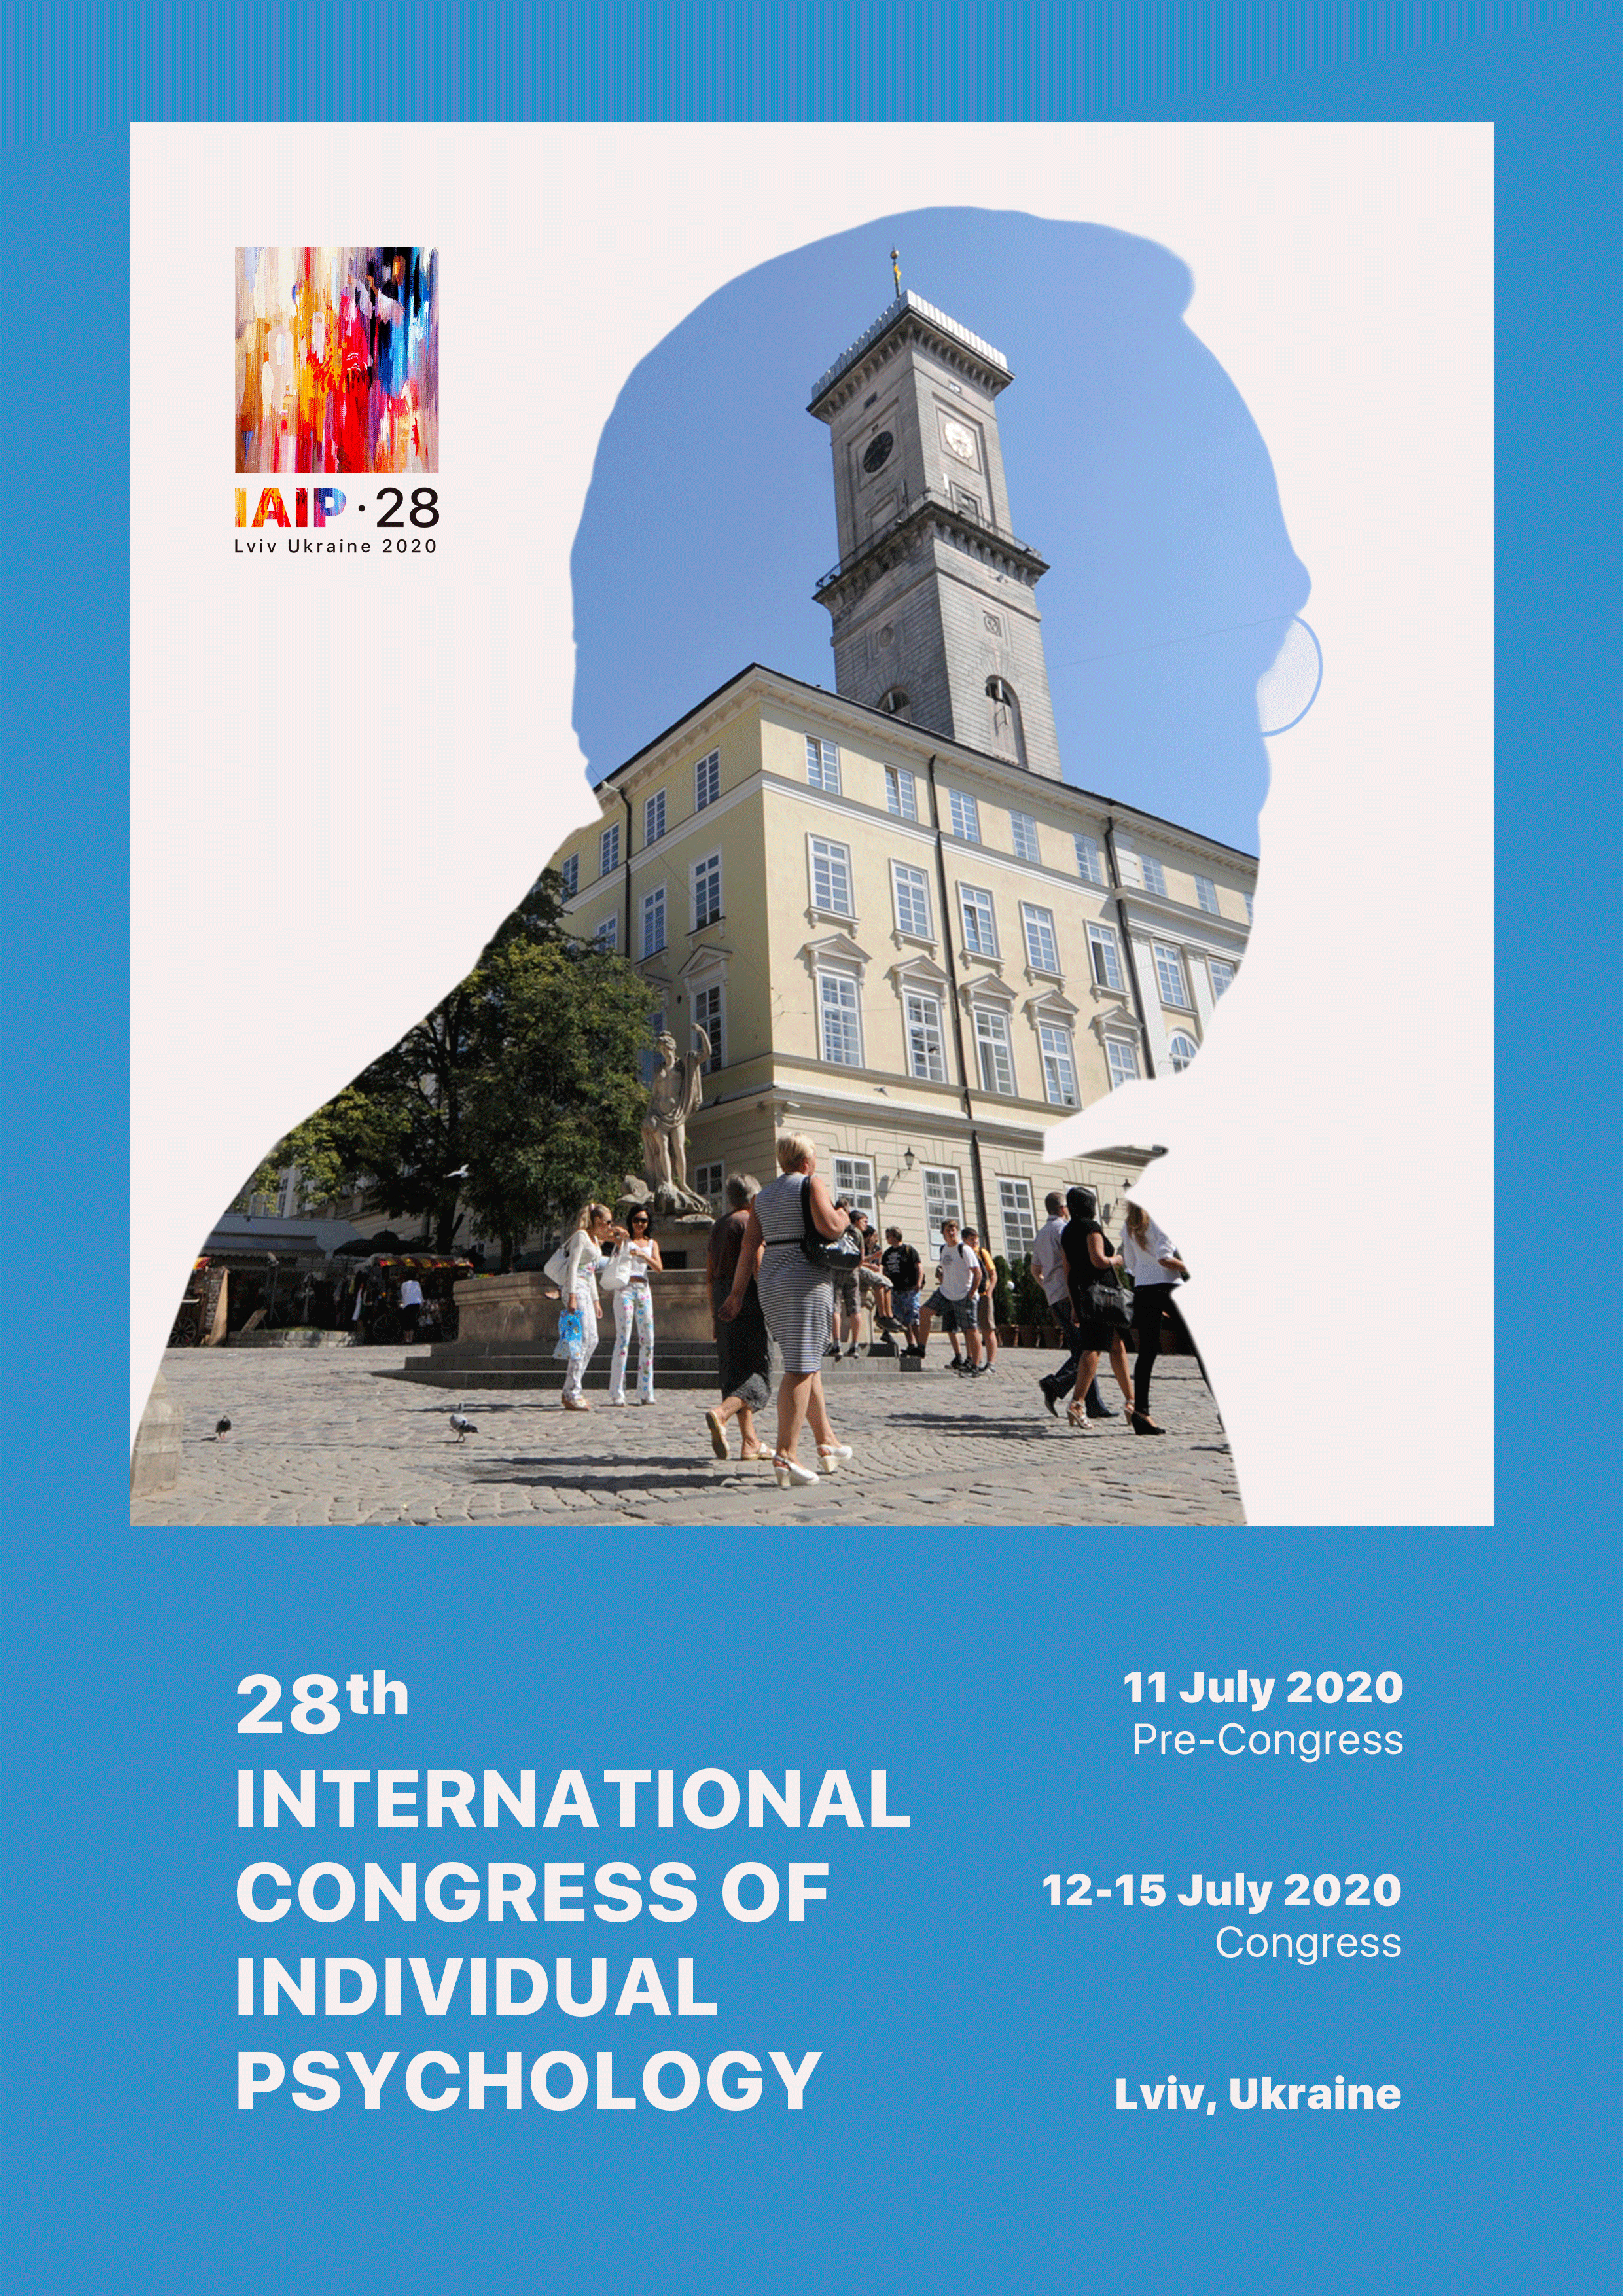 IAIP · 28
Lviv Ukraine 2020
28th
INTERNATIONAL
CONGRESS OF
INDIVIDUAL
PSYCHOLOGY
11 July 2020
Pre-Congress
12-15 July 2020
Congress
Lviv, Ukraine